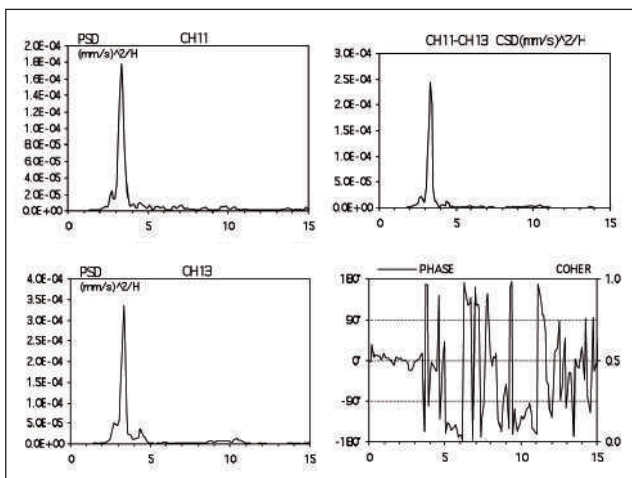 PSD CH11
(mm/s)^2/H
2.0E-04
1.8E-04
1.6E-04
1.4E-04
1.2E-04
1.0E-04
8.0E-05
6.0E-05
4.0E-05
2.0E-05
0.0E+00
0 5 10 15
CH11-CH13 CSD(mm/s)^2/H
3.0E-04
2.5E-04
2.0E-04
1.5E-04
1.0E-04
5.0E-05
0.0E+00
0 5 10 15
PSD CH13
(mm/s)^2/H
4.0E-04
3.5E-04
3.0E-04
2.5E-04
2.0E-04
1.5E-04
1.0E-04
5.0E-05
0.0E+00
0 5 10 15
PHASE COHER
180° 1.0
90°
0° 0.5
-90°
-180° 0.0
0 5 10 15